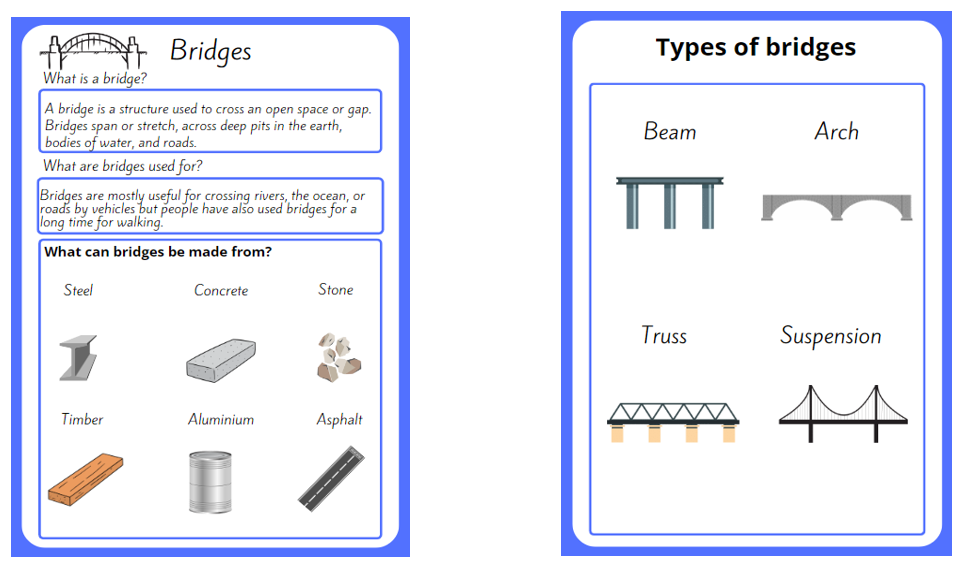 Bridges
What is a bridge?
A bridge is a structure used to cross an open space or gap.
Bridges span or stretch, across deep pits in the earth,
bodies of water, and roads.
What are bridges used for?
Bridges are mostly useful for crossing rivers, the ocean, or
roads by vehicles but people have also used bridges for a
long time for walking.
What can bridges be made from?
Steel Concrete Stone
Timber Aluminium Asphalt
Types of bridges
Beam Arch
Truss Suspension